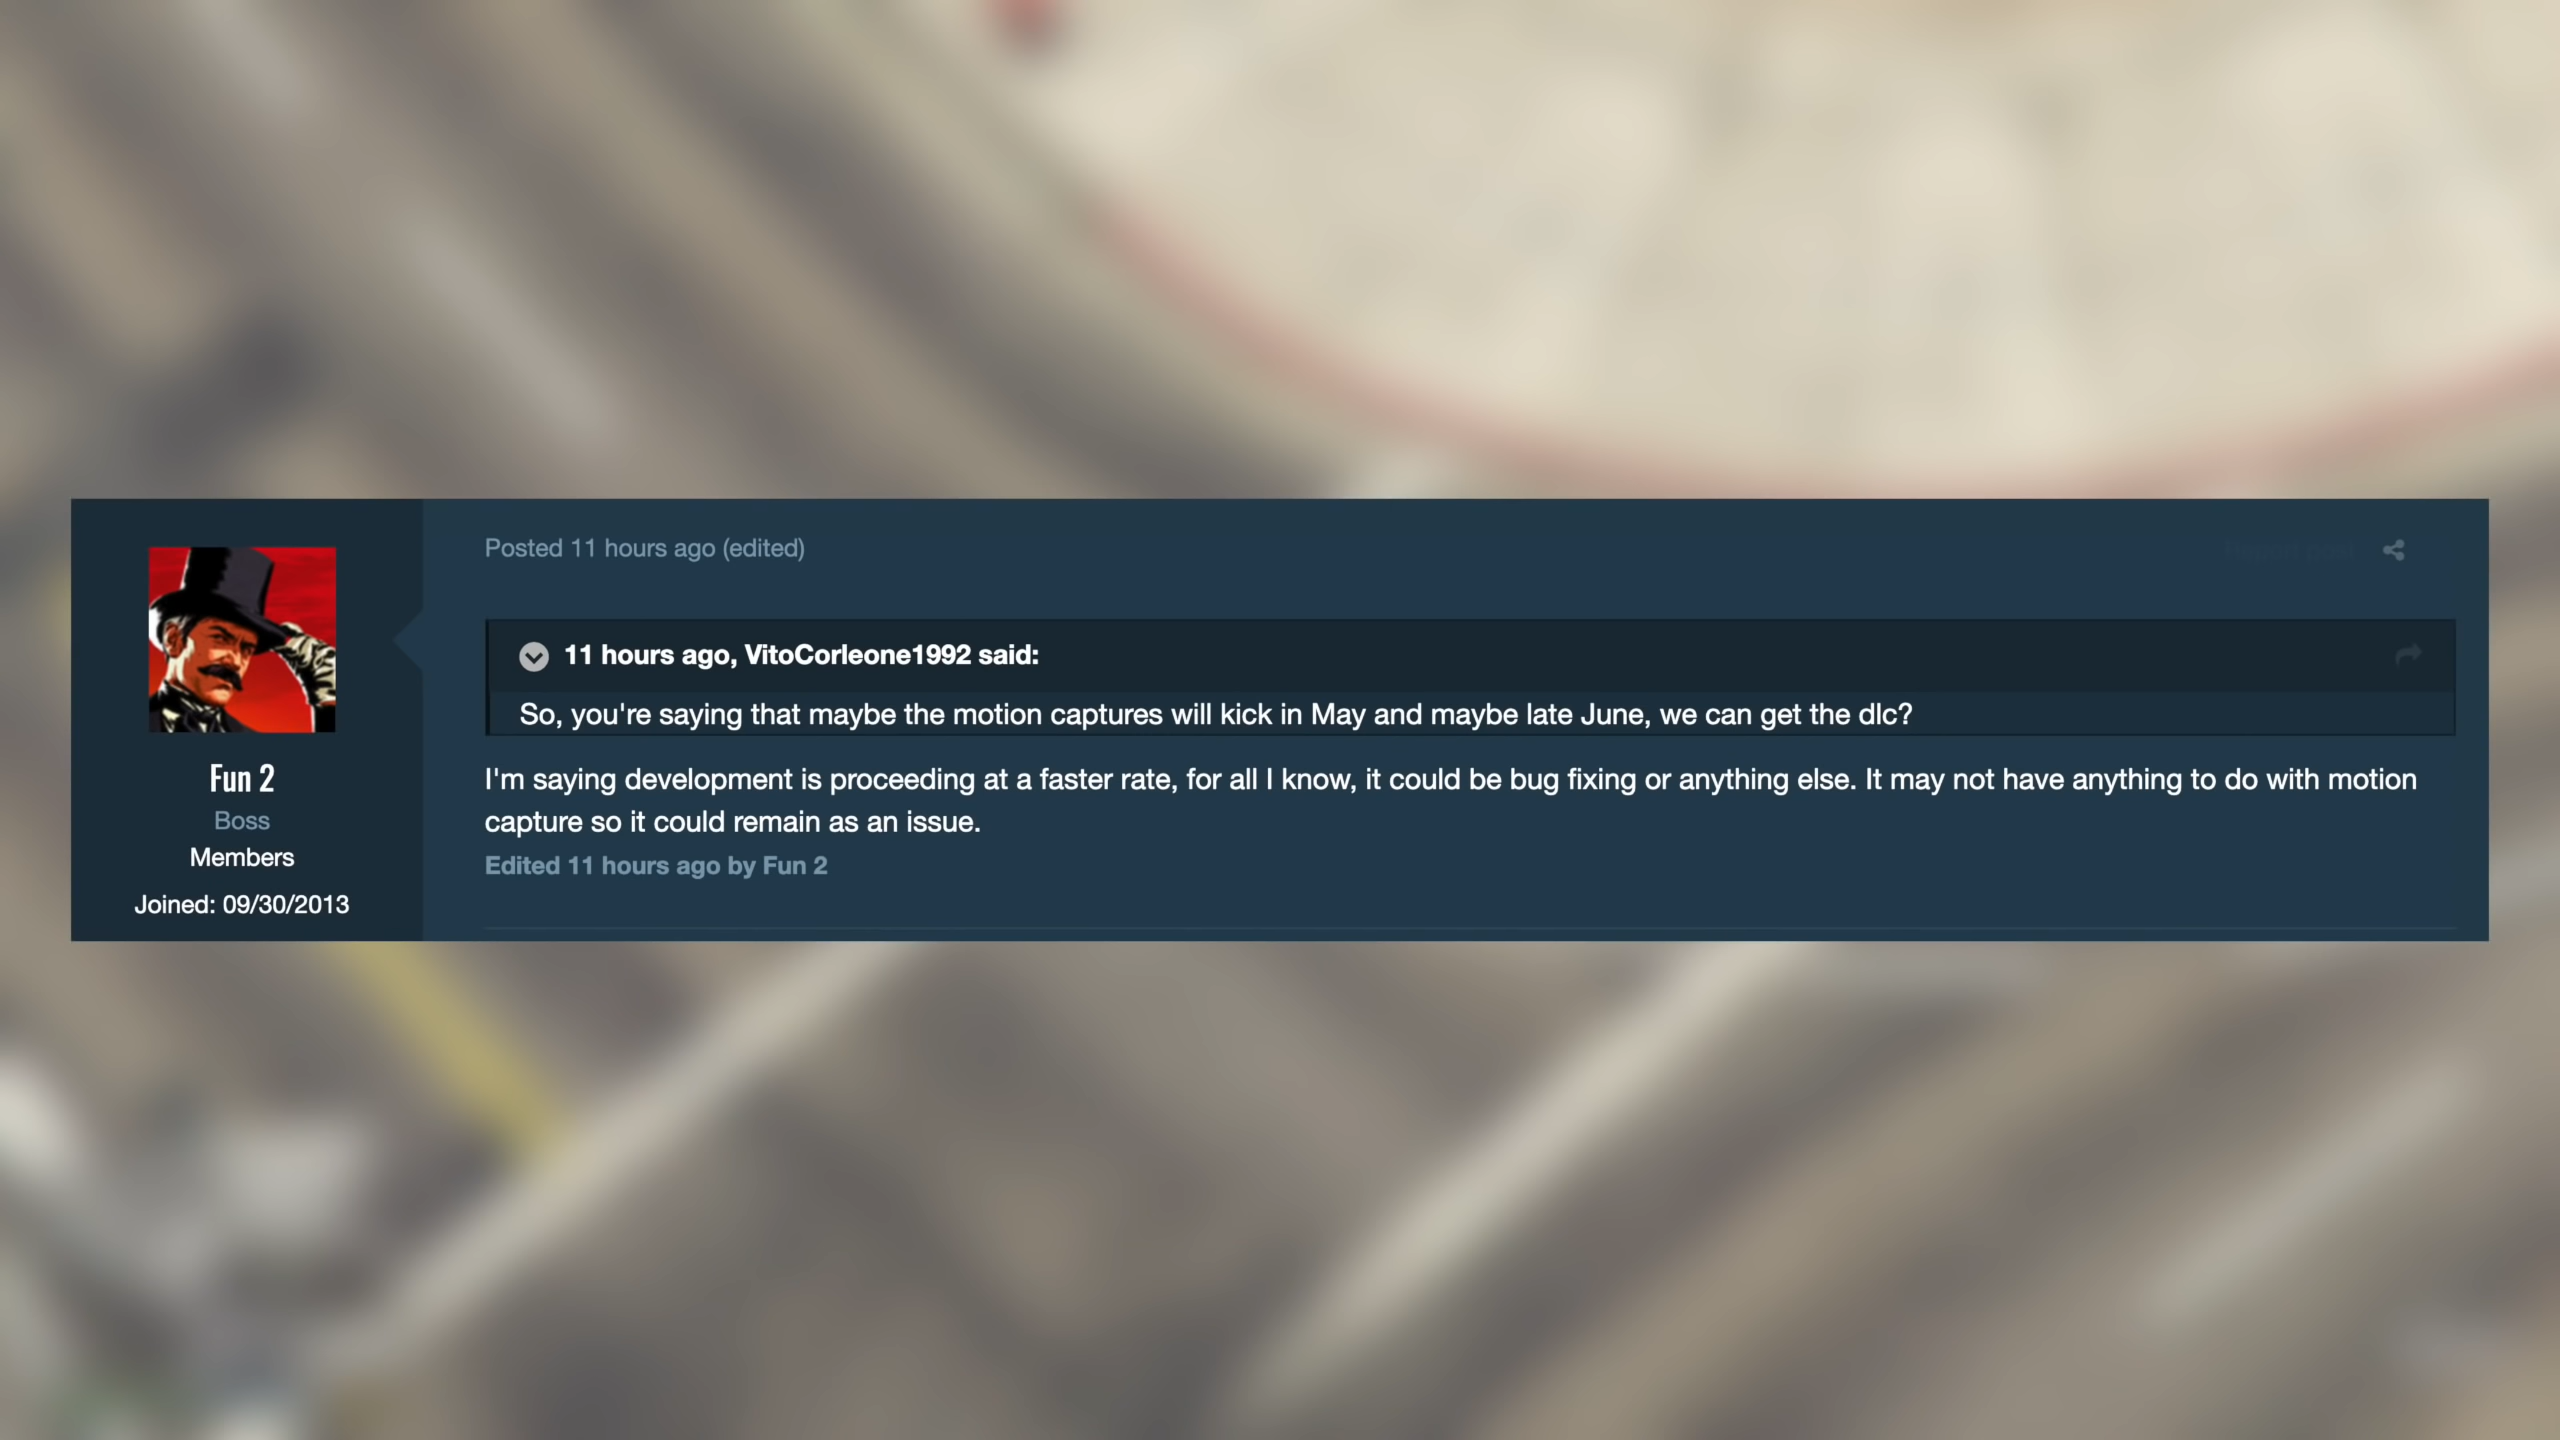 Posted 11 hours ago (edited)
11 hours ago, VitoCorleone1992 said:
So, you're saying that maybe the motion captures will kick in May and maybe late June, we can get the dlc?
I'm saying development is proceeding at a faster rate, for all I know, it could be bug fixing or anything else. It may not have anything to do with motion
capture so it could remain as an issue.
Edited 11 hours ago by Fun 2
Fun 2
Boss
Members
Joined: 09/30/2013